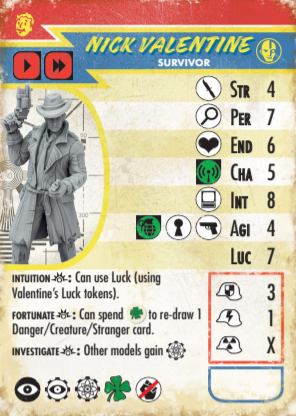 NICK VALENTINE
SURVIVOR
STR 4
PER 7
END 6
CHA 5
INT 8
AGI 4
LUC 7
INTUITION : Can use Luck (using
Valentine's Luck tokens).
FORTUNATE : Can spend to re-draw 1
Danger/Creature/Stranger card.
INVESTIGATE : Other models gain
3
1
X